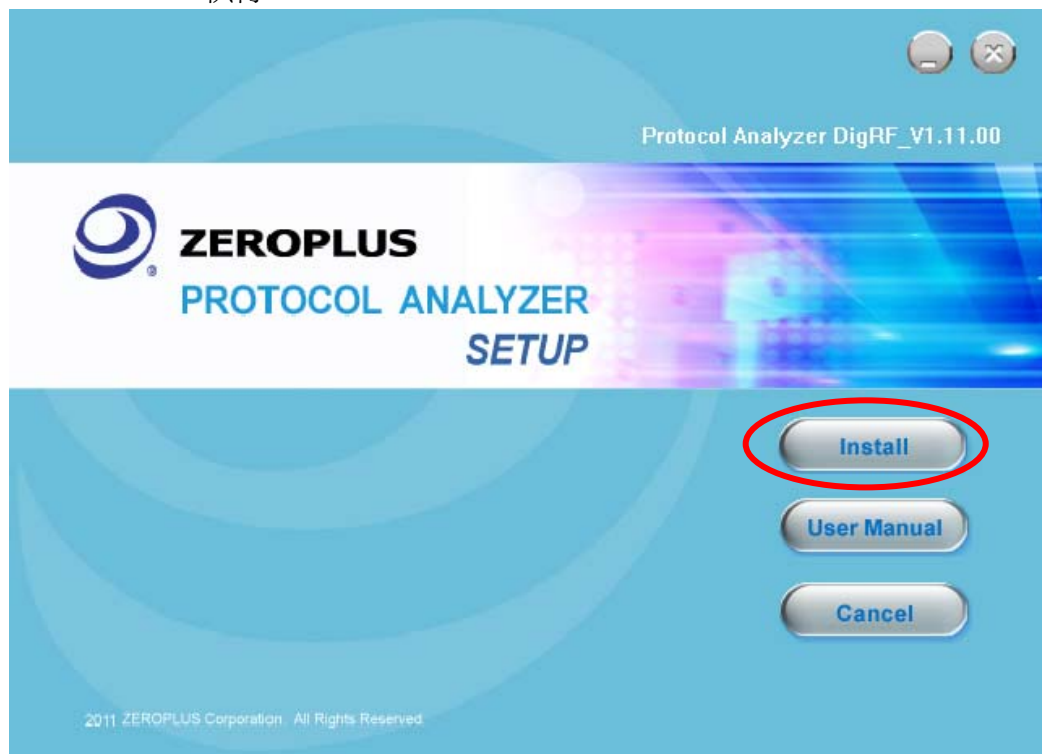 Protocol Analyzer DigRF_V1.11.00
ZEROPLUS
®
PROTOCOL ANALYZER
SETUP
Install
User Manual
Cancel
2011 ZEROPLUS Corporation. All Rights Reserved.